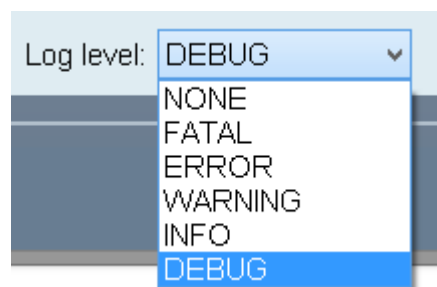 Log level: DEBUG
NONE
FATAL
ERROR
WARNING
INFO
DEBUG